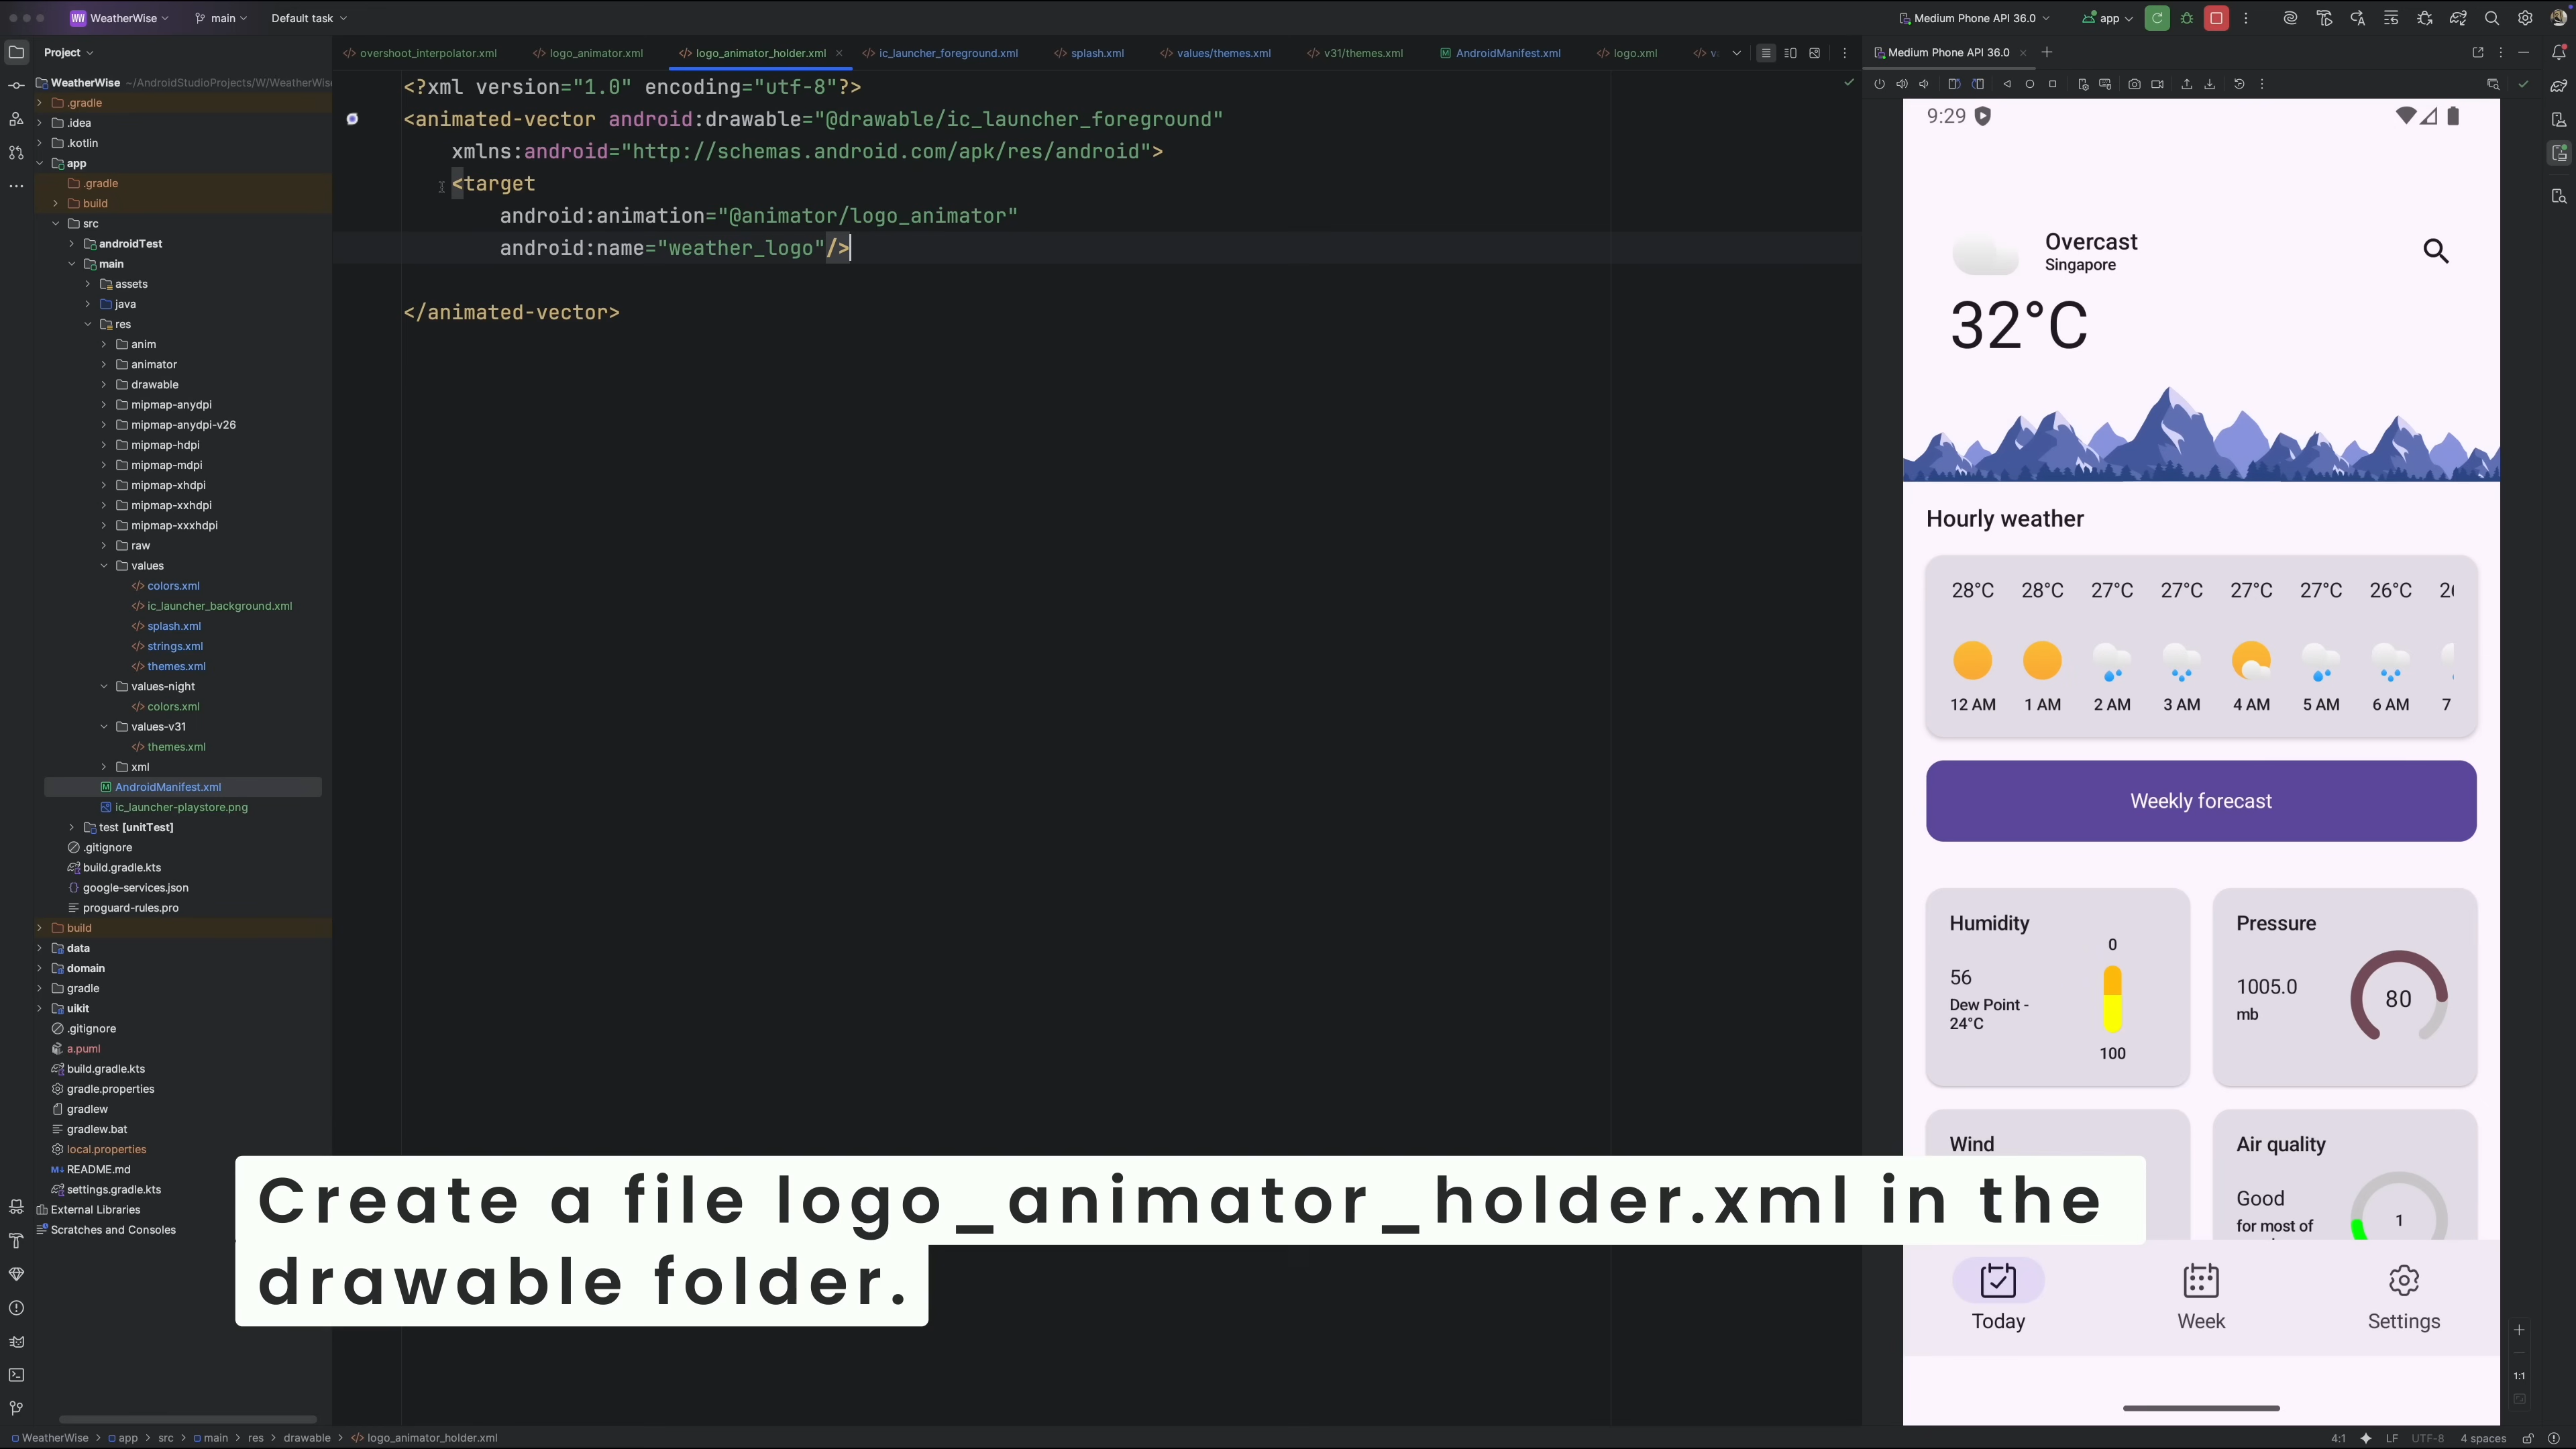 WW WeatherWise
main
Default task
Medium Phone API 36.0
app
Project
overshoot_interpolator.xml
logo_animator.xml
logo_animator_holder.xml
ic_launcher_foreground.xml
splash.xml
values/themes.xml
v31/themes.xml
AndroidManifest.xml
logo.xml
Medium Phone API 36.0
WeatherWise ~/AndroidStudioProjects/W/WeatherWise
.gradle
.idea
.kotlin
app
.gradle
build
src
androidTest
main
assets
java
res
anim
animator
drawable
mipmap-anydpi
mipmap-anydpi-v26
mipmap-hdpi
mipmap-mdpi
mipmap-xhdpi
mipmap-xxhdpi
mipmap-xxxhdpi
raw
values
colors.xml
ic_launcher_background.xml
splash.xml
strings.xml
themes.xml
values-night
colors.xml
values-v31
themes.xml
xml
AndroidManifest.xml
ic_launcher-playstore.png
test [unitTest]
.gitignore
build.gradle.kts
google-services.json
proguard-rules.pro
build
data
domain
gradle
uikit
.gitignore
a.puml
build.gradle.kts
gradle.properties
gradlew
gradlew.bat
local.properties
README.md
settings.gradle.kts
External Libraries
Scratches and Consoles
<?xml version="1.0" encoding="utf-8"?>
<animated-vector android:drawable="@drawable/ic_launcher_foreground"
xmlns:android="http://schemas.android.com/apk/res/android">
<target
android:animation="@animator/logo_animator"
android:name="weather_logo"/>
</animated-vector>
9:29
Overcast
Singapore
32°C
Hourly weather
28°C 28°C 27°C 27°C 27°C 27°C 26°C
12 AM 1 AM 2 AM 3 AM 4 AM 5 AM 6 AM 7
Weekly forecast
Humidity
0
56
Dew Point -
24°C
100
Pressure
1005.0
mb
80
Wind
Air quality
Good
for most of
1
Today
Week
Settings
1:1
Create a file logo_animator_holder.xml in the
drawable folder.
WeatherWise > app > src > main > res > drawable > logo_animator_holder.xml
4:1 LF UTF-8 4 spaces